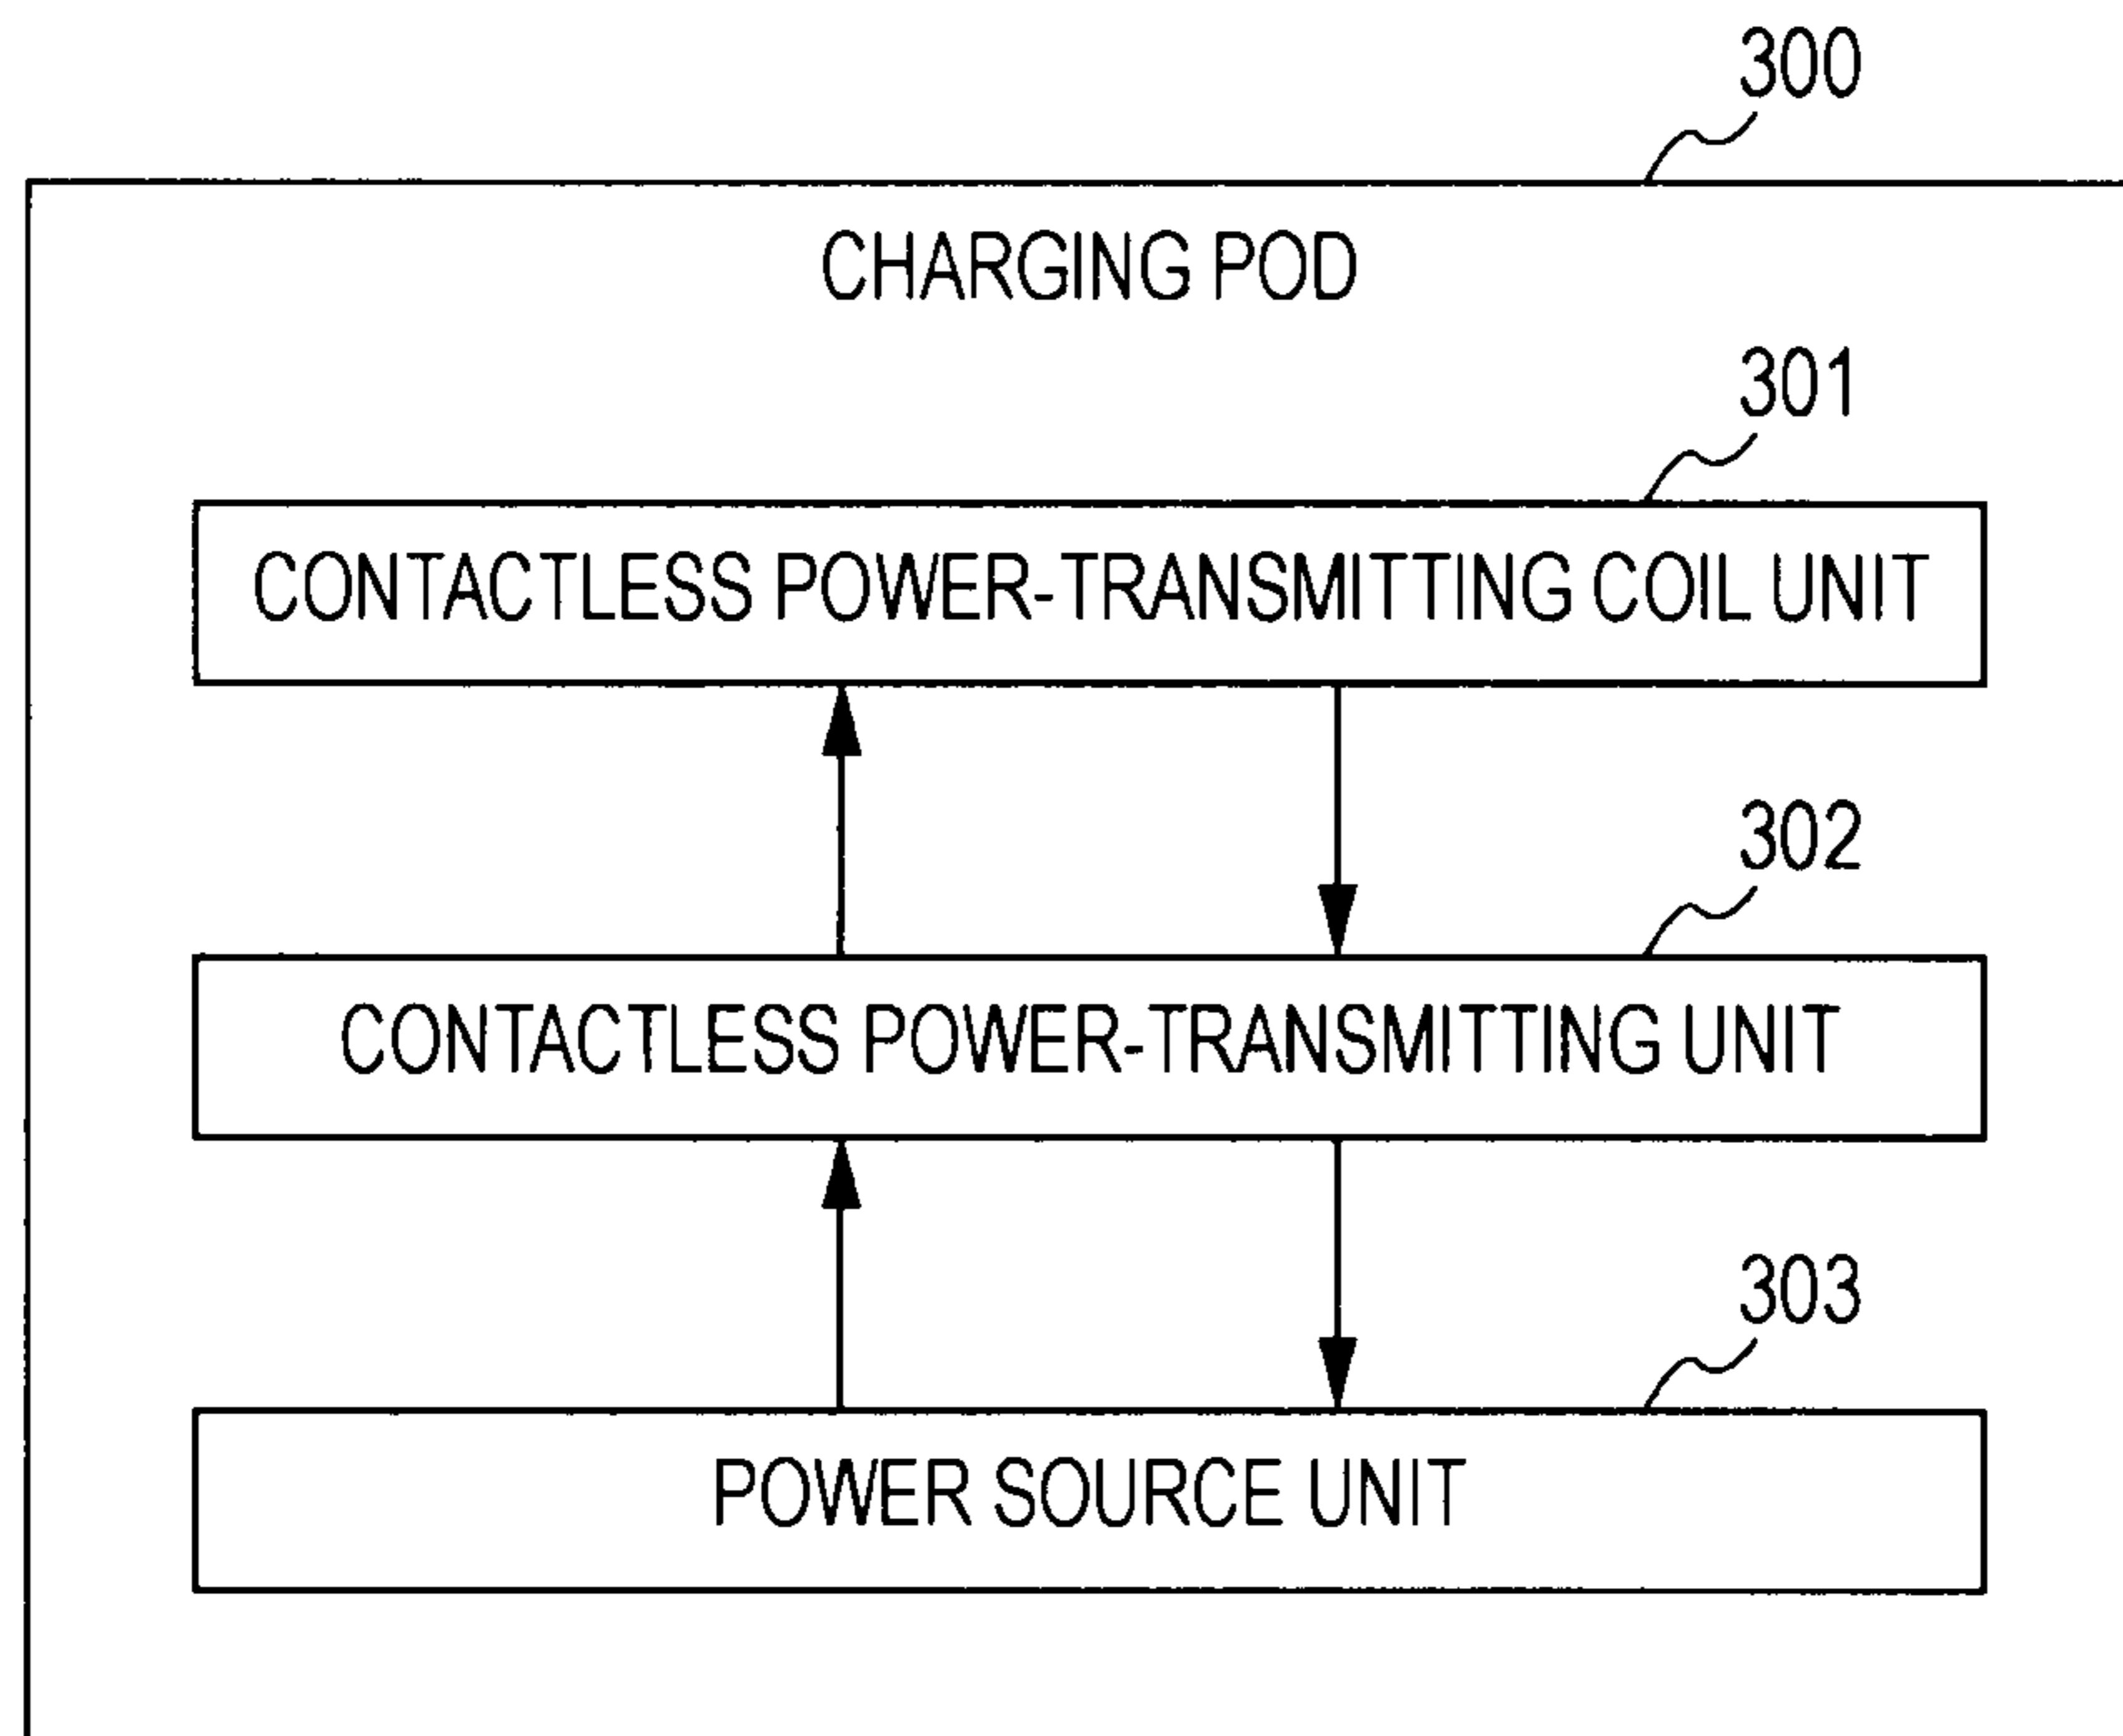 300
CHARGING POD
301
CONTACTLESS POWER-TRANSMITTING COIL UNIT
302
CONTACTLESS POWER-TRANSMITTING UNIT
303
POWER SOURCE UNIT